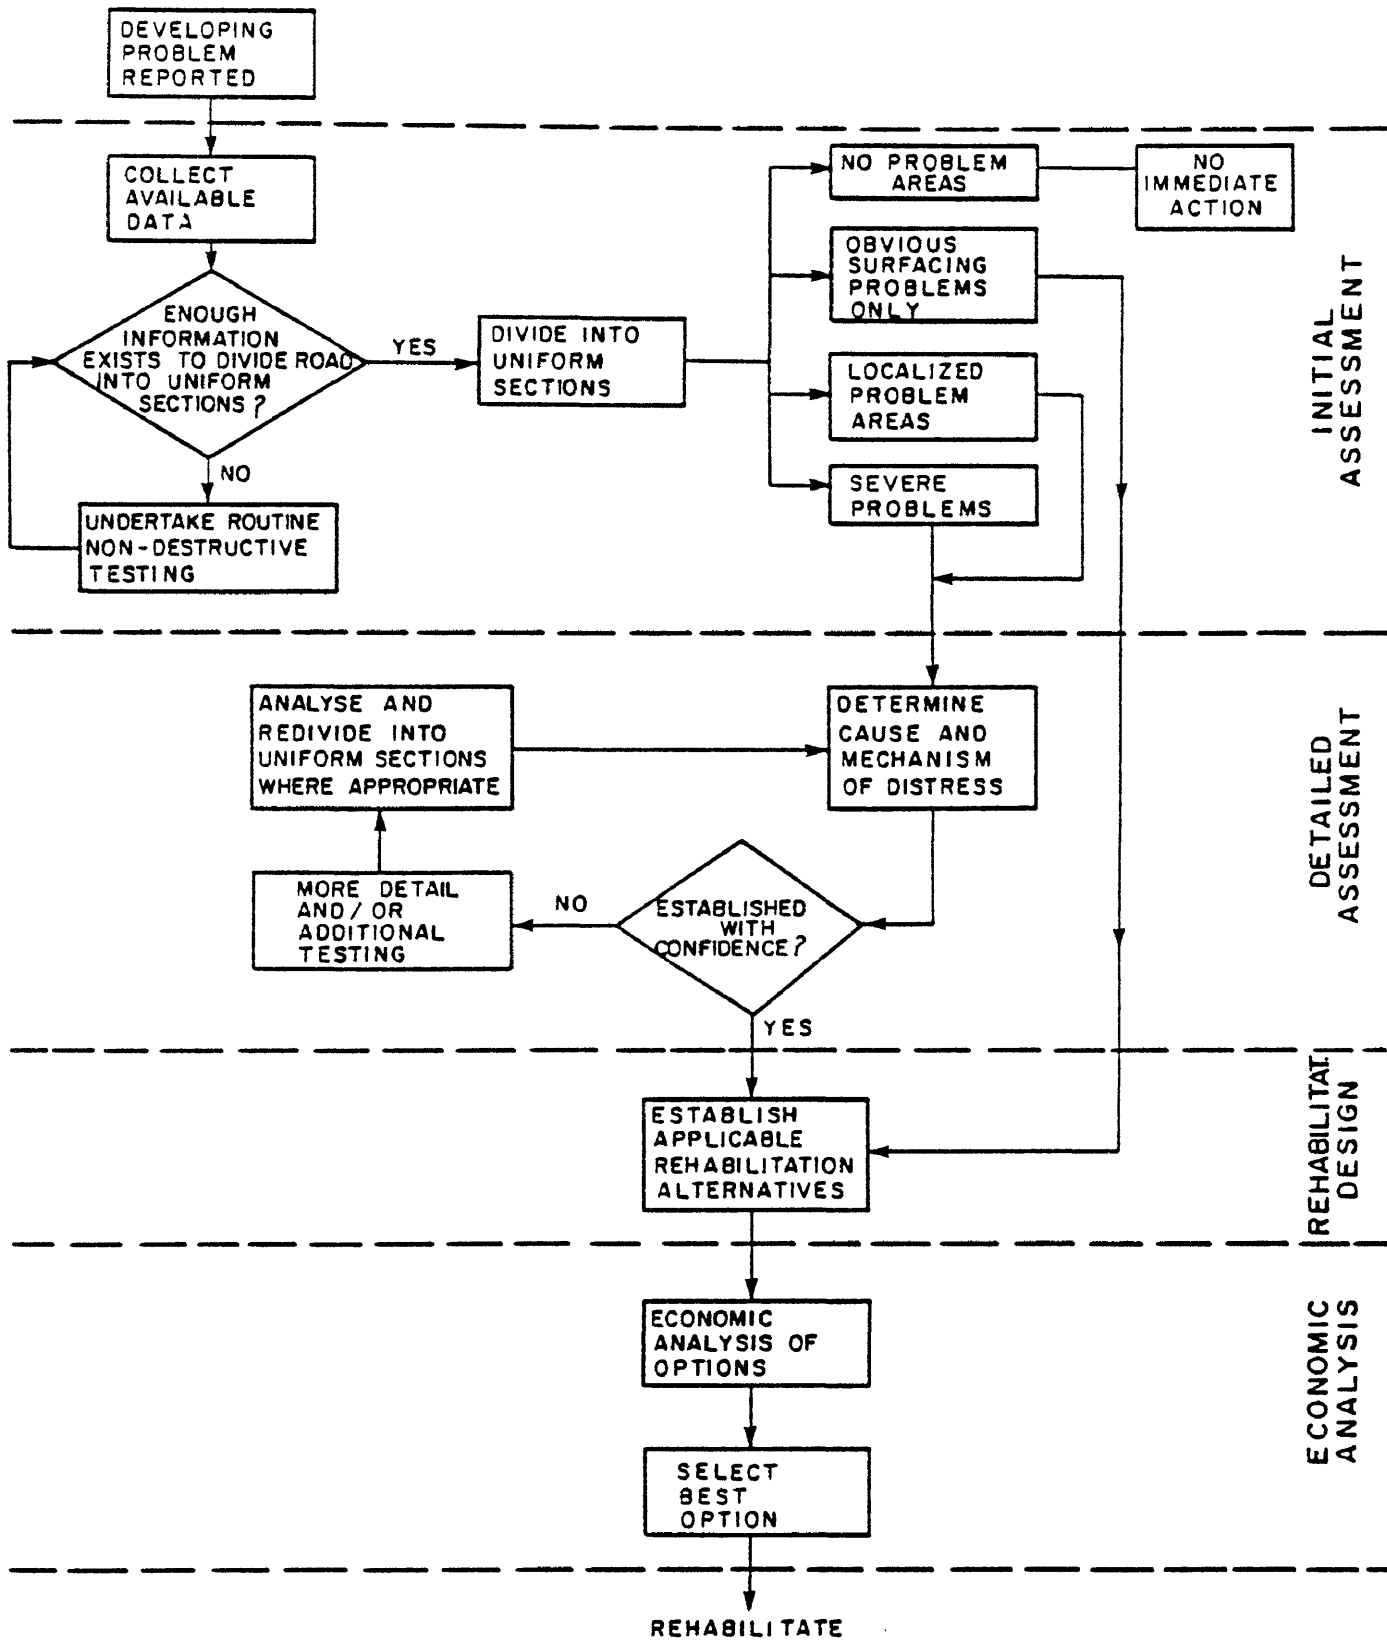 DEVELOPING
PROBLEM
REPORTED
COLLECT
AVAILABLE
DATA
ENOUGH
INFORMATION
EXISTS TO DIVIDE ROAD
INTO UNIFORM
SECTIONS?
YES
NO
UNDERTAKE ROUTINE
NON-DESTRUCTIVE
TESTING
DIVIDE INTO
UNIFORM
SECTIONS
NO PROBLEM
AREAS
NO
IMMEDIATE
ACTION
OBVIOUS
SURFACING
PROBLEMS
ONLY
LOCALIZED
PROBLEM
AREAS
SEVERE
PROBLEMS
INITIAL
ASSESSMENT
ANALYSE AND
REDIVIDE INTO
UNIFORM SECTIONS
WHERE APPROPRIATE
DETERMINE
CAUSE AND
MECHANISM
OF DISTRESS
MORE DETAIL
AND/OR
ADDITIONAL
TESTING
NO
ESTABLISHED
WITH
CONFIDENCE?
YES
DETAILED
ASSESSMENT
ESTABLISH
APPLICABLE
REHABILITATION
ALTERNATIVES
REHABILITAT.
DESIGN
ECONOMIC
ANALYSIS OF
OPTIONS
SELECT
BEST
OPTION
ECONOMIC
ANALYSIS
REHABILITATE